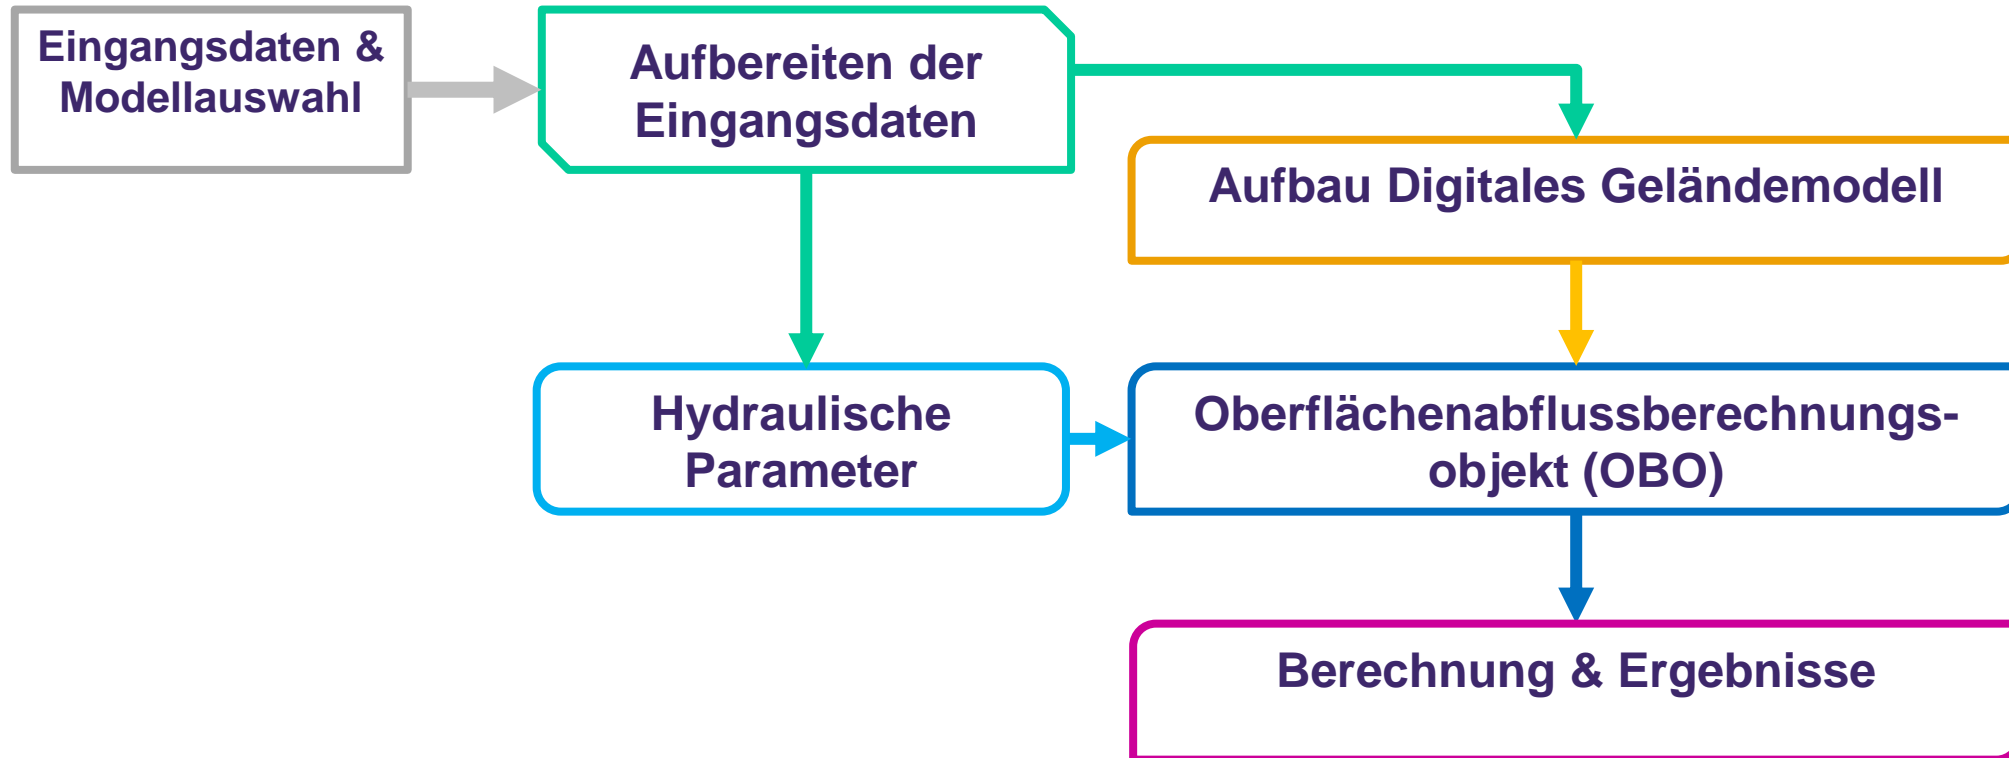 Eingangsdaten &
Modellauswahl
Aufbereiten der
Eingangsdaten
Aufbau Digitales Geländemodell
Hydraulische
Parameter
Oberflächenabflussberechnungs-
objekt (OBO)
Berechnung & Ergebnisse